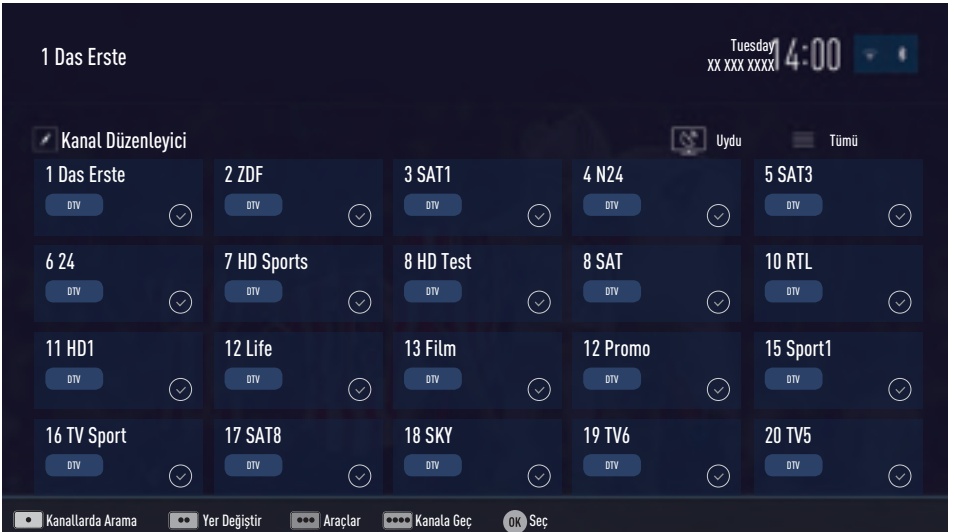 1 Das Erste
Tuesday
XX XXX XXXX
14:00
Kanal Düzenleyici
Uydu
Tümü
1 Das Erste
DTV
2 ZDF
DTV
3 SAT1
DTV
4 N24
DTV
5 SAT3
DTV
6 24
DTV
7 HD Sports
DTV
8 HD Test
DTV
8 SAT
DTV
10 RTL
DTV
11 HD1
DTV
12 Life
DTV
13 Film
DTV
12 Promo
DTV
15 Sport1
DTV
16 TV Sport
DTV
17 SAT8
DTV
18 SKY
DTV
19 TV6
DTV
20 TV5
DTV
Kanallarda Arama
Yer Değiştir
Araçlar
Kanala Geç
OK Seç